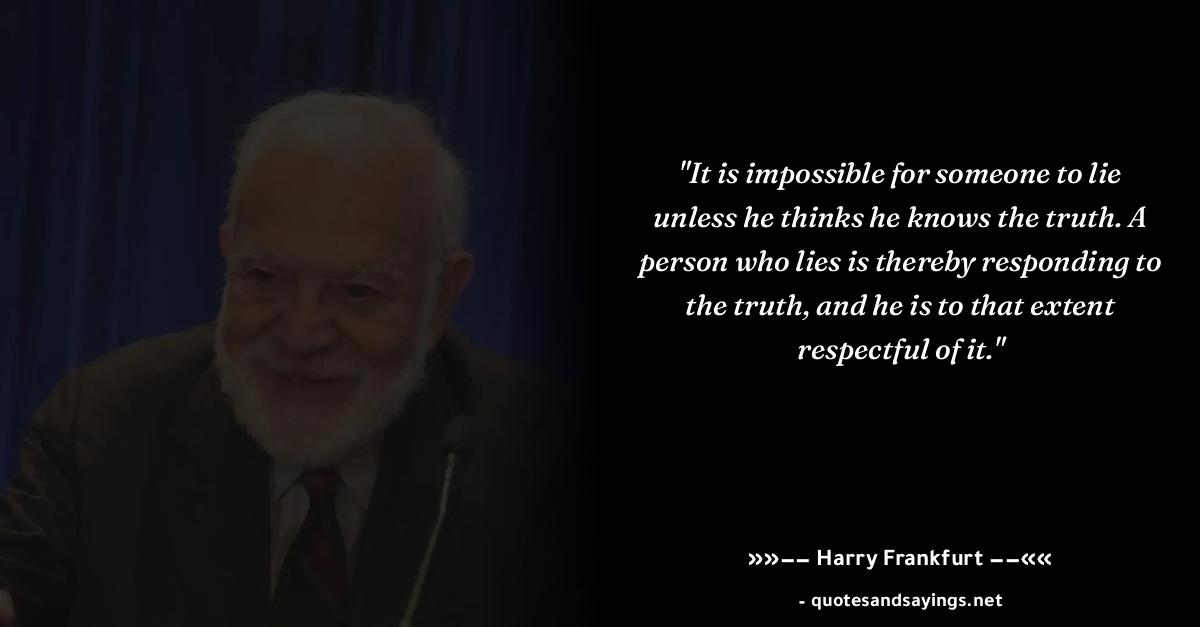 "It is impossible for someone to lie
unless he thinks he knows the truth. A
person who lies is thereby responding to
the truth, and he is to that extent
respectful of it."
»»−− Harry Frankfurt −−««
- quotesandsayings.net